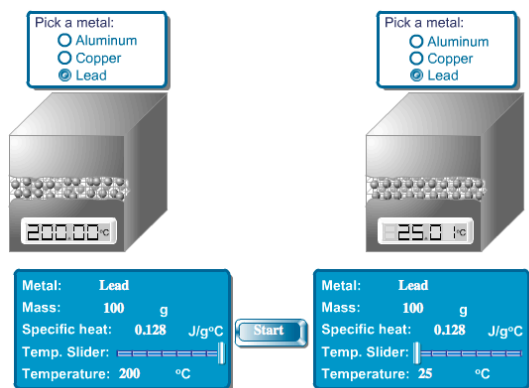 Pick a metal:
Aluminum
Copper
Lead
Pick a metal:
Aluminum
Copper
Lead
200.00°C
25.01°C
Metal: Lead
Mass: 100 g
Specific heat: 0.128 J/g°C
Temp. Slider:
Temperature: 200 °C
Start
Metal: Lead
Mass: 100 g
Specific heat: 0.128 J/g°C
Temp. Slider:
Temperature: 25 °C